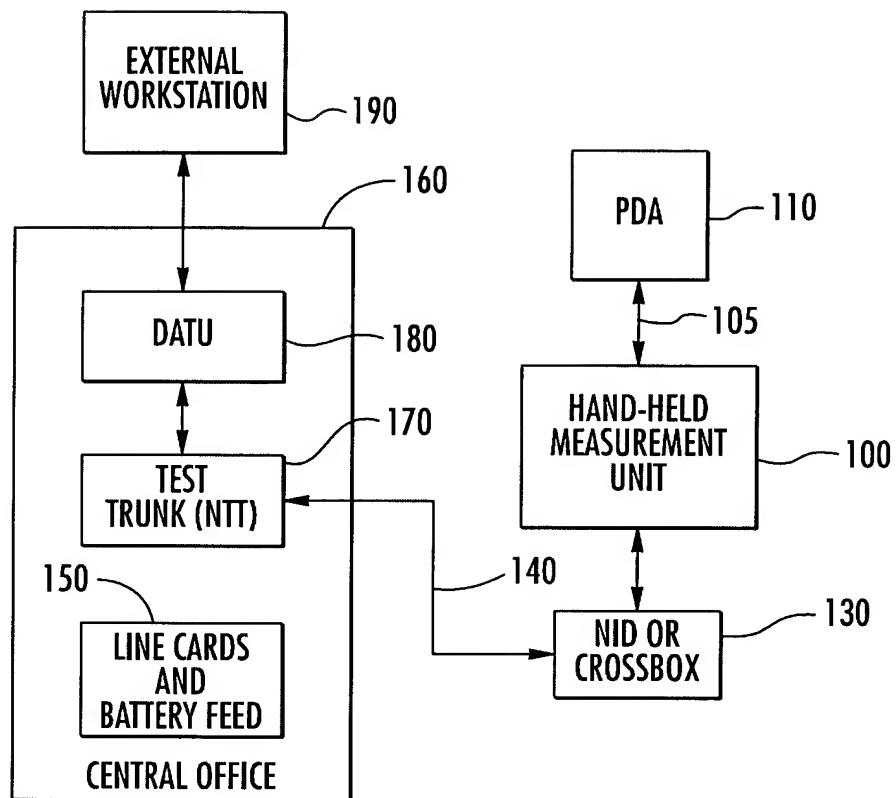 EXTERNAL
WORKSTATION
190
160
PDA
110
DATU
180
105
170
TEST
TRUNK (NTT)
HAND-HELD
MEASUREMENT
UNIT
100
150
140
LINE CARDS
AND
BATTERY FEED
NID OR
CROSSBOX
130
CENTRAL OFFICE